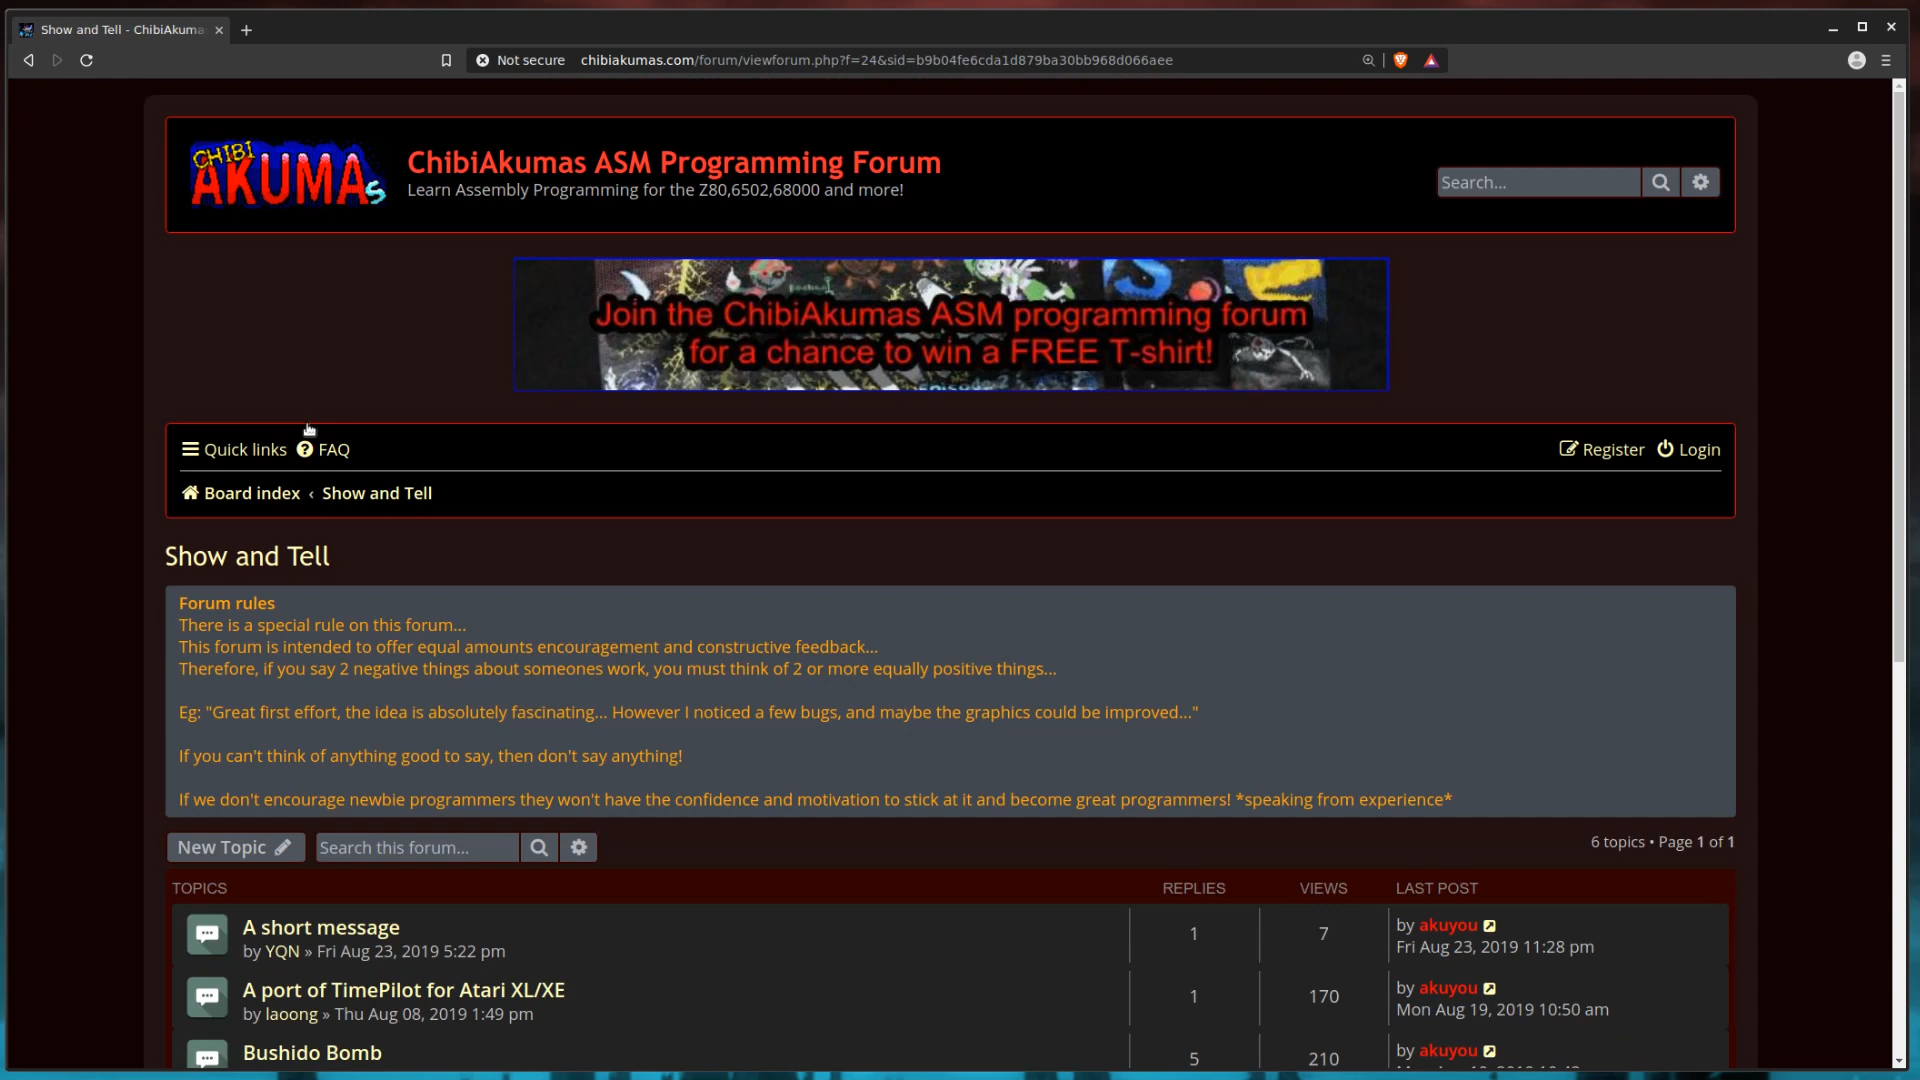 Show and Tell - ChibiAkuma
Not secure chibiakumas.com/forum/viewforum.php?f=24&sid=b9b04fe6cda1d879ba30bb968d066aee
CHIBI
AKUMAs
ChibiAkumas ASM Programming Forum
Learn Assembly Programming for the Z80,6502,68000 and more!
Search...
Join the ChibiAkumas ASM programming forum
for a chance to win a FREE T-shirt!
Quick links FAQ Register Login
Board index ‹ Show and Tell
Show and Tell
Forum rules
There is a special rule on this forum...
This forum is intended to offer equal amounts encouragement and constructive feedback...
Therefore, if you say 2 negative things about someones work, you must think of 2 or more equally positive things...
Eg: "Great first effort, the idea is absolutely fascinating... However I noticed a few bugs, and maybe the graphics could be improved..."
If you can't think of anything good to say, then don't say anything!
If we don't encourage newbie programmers they won't have the confidence and motivation to stick at it and become great programmers! *speaking from experience*
New Topic Search this forum... 6 topics • Page 1 of 1
TOPICS REPLIES VIEWS LAST POST
A short message 1 7 by akuyou
by YQN » Fri Aug 23, 2019 5:22 pm Fri Aug 23, 2019 11:28 pm
A port of TimePilot for Atari XL/XE 1 170 by akuyou
by laoong » Thu Aug 08, 2019 1:49 pm Mon Aug 19, 2019 10:50 am
Bushido Bomb 5 210 by akuyou